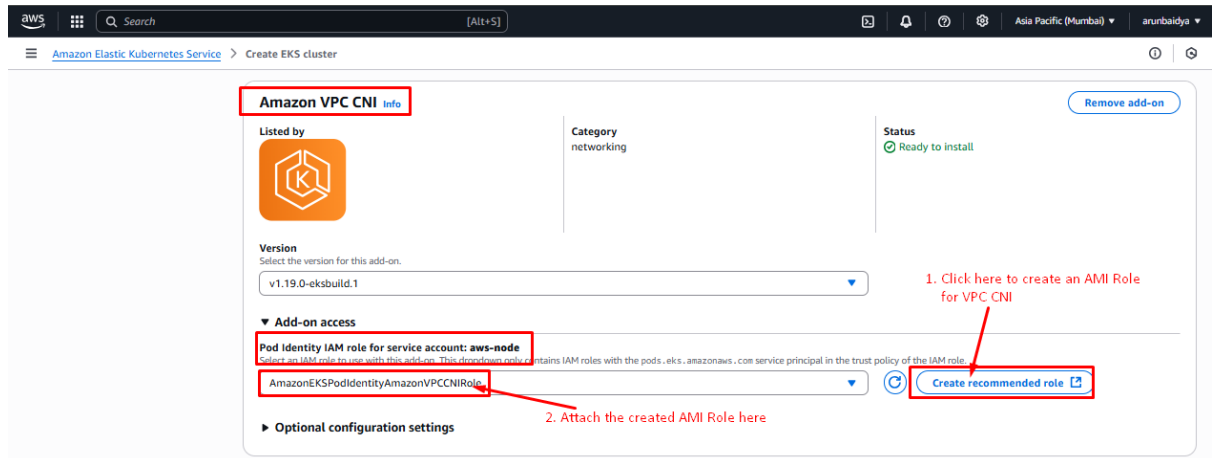 aws
Search
[Alt+S]
Asia Pacific (Mumbai) ▼
arunbaidya ▼
Amazon Elastic Kubernetes Service > Create EKS cluster
Amazon VPC CNI Info
Remove add-on
Listed by
Category
Status
K
networking
Ready to install
Version
Select the version for this add-on.
v1.19.0-eksbuild.1
1. Click here to create an AMI Role
for VPC CNI
▼ Add-on access
Pod Identity IAM role for service account: aws-node
Select an IAM role to use with this add-on. This dropdown only contains IAM roles with the pods.eks.amazonaws.com service principal in the trust policy of the IAM role.
AmazonEKSPodIdentityAmazonVPCCNIRole
Create recommended role
2. Attach the created AMI Role here
▶ Optional configuration settings